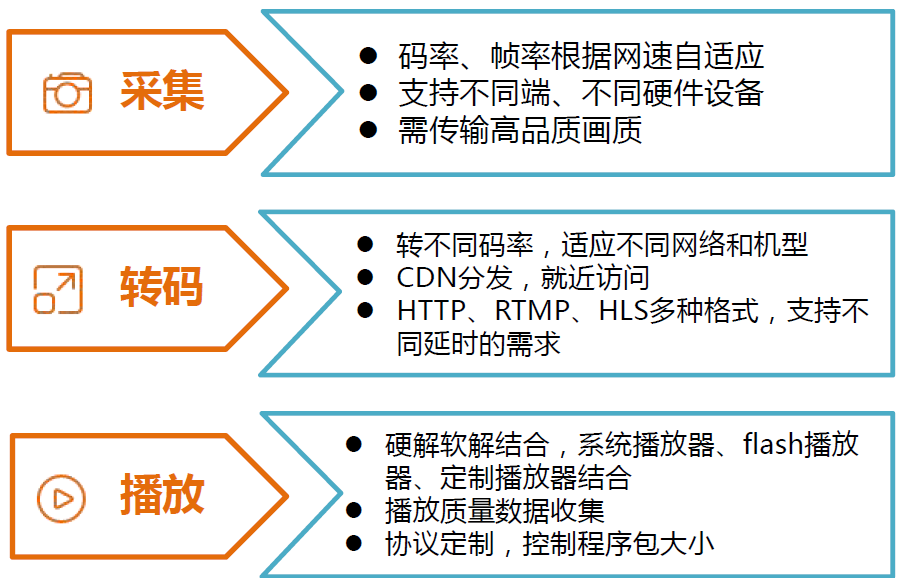 采集
● 码率、帧率根据网速自适应
● 支持不同端、不同硬件设备
● 需传输高品质画质
转码
● 转不同码率，适应不同网络和机型
● CDN分发，就近访问
● HTTP、RTMP、HLS多种格式，支持不
同延时的需求
播放
● 硬解软解结合，系统播放器、flash播放
器、定制播放器结合
● 播放质量数据收集
● 协议定制，控制程序包大小